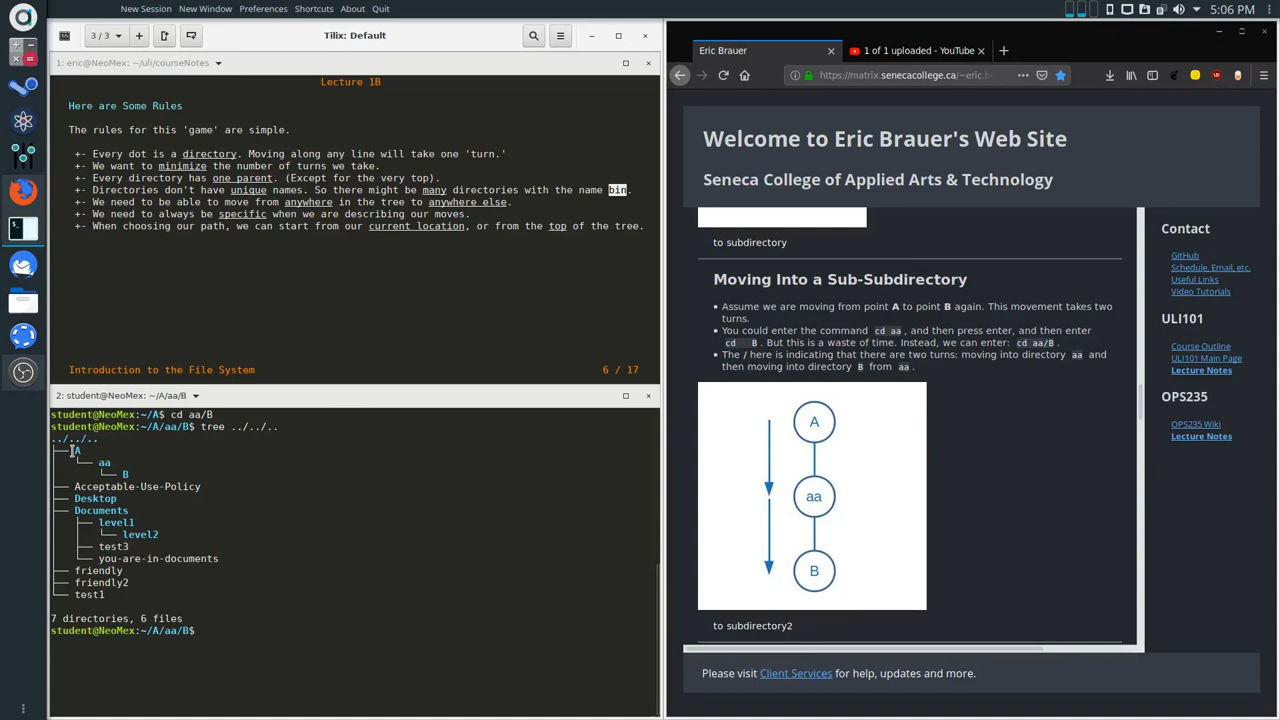 New Session New Window Preferences Shortcuts About Quit
5:06 PM
3 / 3
Tilix: Default
1: eric@NeoMex:~/uli/courseNotes
Lecture 1B
Here are Some Rules
The rules for this 'game' are simple.
+- Every dot is a directory. Moving along any line will take one 'turn.'
+- We want to minimize the number of turns we take.
+- Every directory has one parent. (Except for the very top).
+- Directories don't have unique names. So there might be many directories with the name bin.
+- We need to be able to move from anywhere in the tree to anywhere else.
+- We need to always be specific when we are describing our moves.
+- When choosing our path, we can start from our current location, or from the top of the tree.
Introduction to the File System 6 / 17
2: student@NeoMex:~/A/aa/B
student@NeoMex:~/A$ cd aa/B
student@NeoMex:~/A/aa/B$ tree ../../..
../../..
├── A
│   └── aa
│       └── B
├── Acceptable-Use-Policy
├── Desktop
├── Documents
│   ├── level1
│   │   └── level2
│   ├── test3
│   └── you-are-in-documents
├── friendly
├── friendly2
└── test1
7 directories, 6 files
student@NeoMex:~/A/aa/B$
Eric Brauer
1 of 1 uploaded - YouTube
https://matrix.senecacollege.ca/~eric.b
Welcome to Eric Brauer's Web Site
Seneca College of Applied Arts & Technology
to subdirectory
Moving Into a Sub-Subdirectory
• Assume we are moving from point A to point B again. This movement takes two
turns.
• You could enter the command cd aa, and then press enter, and then enter
cd B. But this is a waste of time. Instead, we can enter: cd aa/B.
• The / here is indicating that there are two turns: moving into directory aa and
then moving into directory B from aa.
A
aa
B
to subdirectory2
Contact
GitHub
Schedule, Email, etc.
Useful Links
Video Tutorials
ULI101
Course Outline
ULI101 Main Page
Lecture Notes
OPS235
OPS235 Wiki
Lecture Notes
Please visit Client Services for help, updates and more.